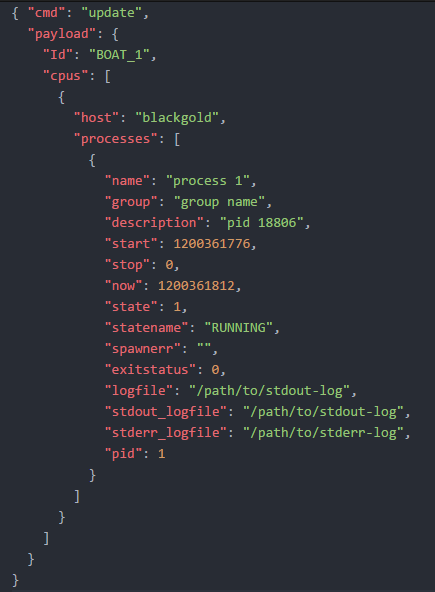 { "cmd": "update",
"payload": {
"Id": "BOAT_1",
"cpus": [
{
"host": "blackgold",
"processes": [
{
"name": "process 1",
"group": "group name",
"description": "pid 18806",
"start": 1200361776,
"stop": 0,
"now": 1200361812,
"state": 1,
"statename": "RUNNING",
"spawnerr": "",
"exitstatus": 0,
"logfile": "/path/to/stdout-log",
"stdout_logfile": "/path/to/stdout-log",
"stderr_logfile": "/path/to/stderr-log",
"pid": 1
}
]
}
]
}
}